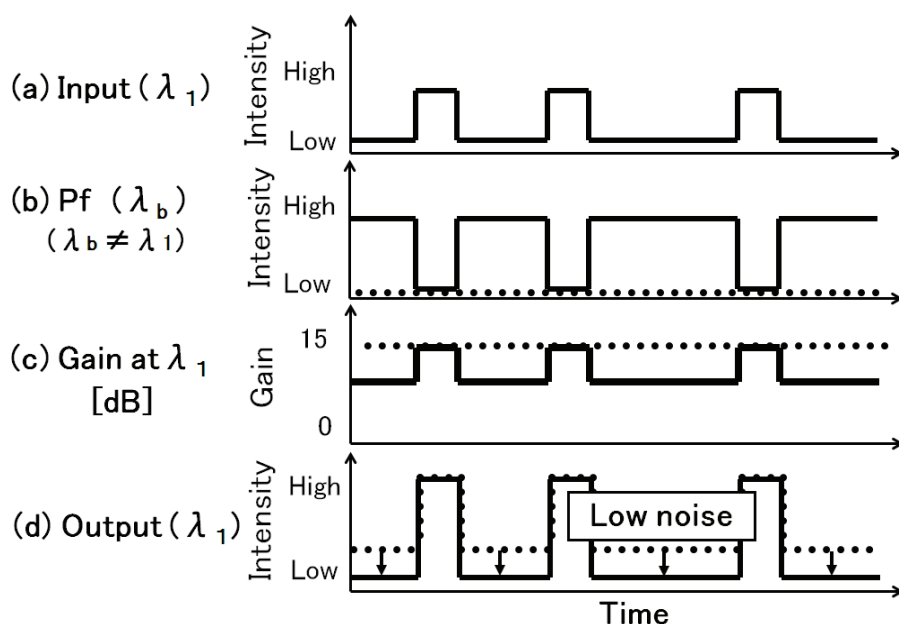 (a) Input (λ1)
Intensity
High
Low
(b) Pf (λb)
(λb ≠ λ1)
Intensity
High
Low
(c) Gain at λ1
[dB]
Gain
15
0
(d) Output (λ1)
Intensity
High
Low
Low noise
Time